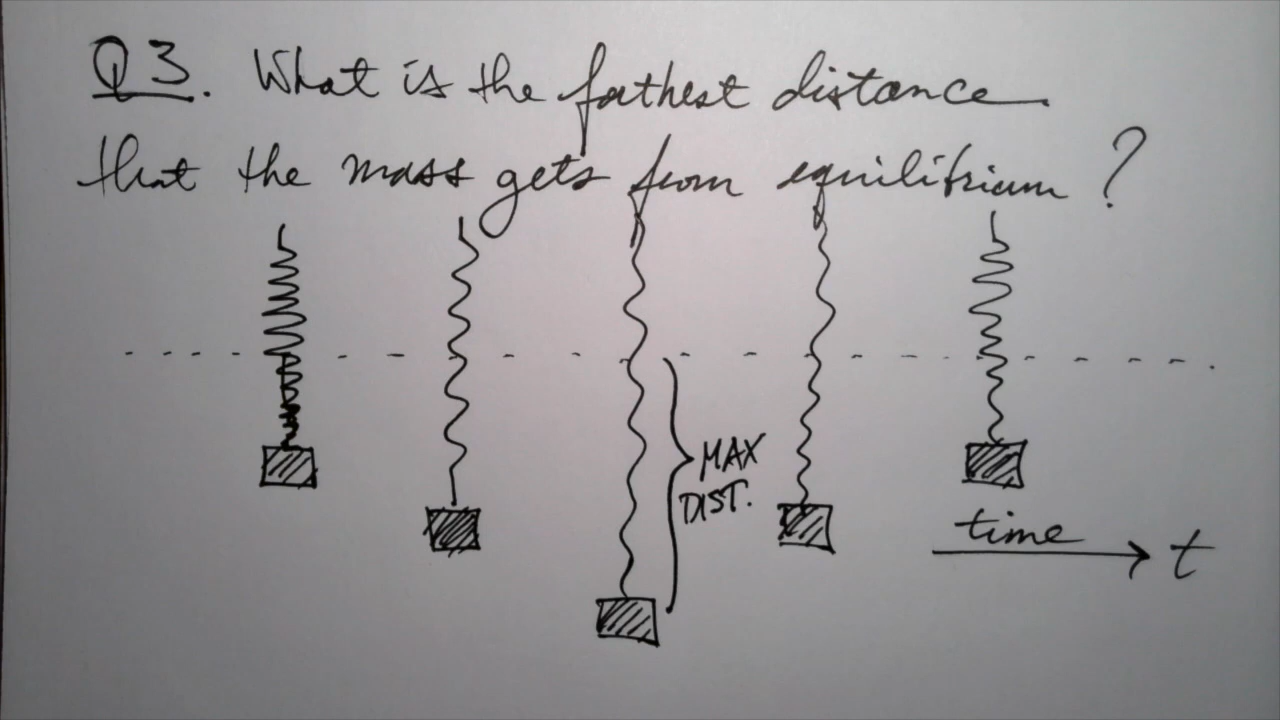 Q3. What is the farthest distance
that the mass gets from equilibrium?
MAX
DIST.
time
t